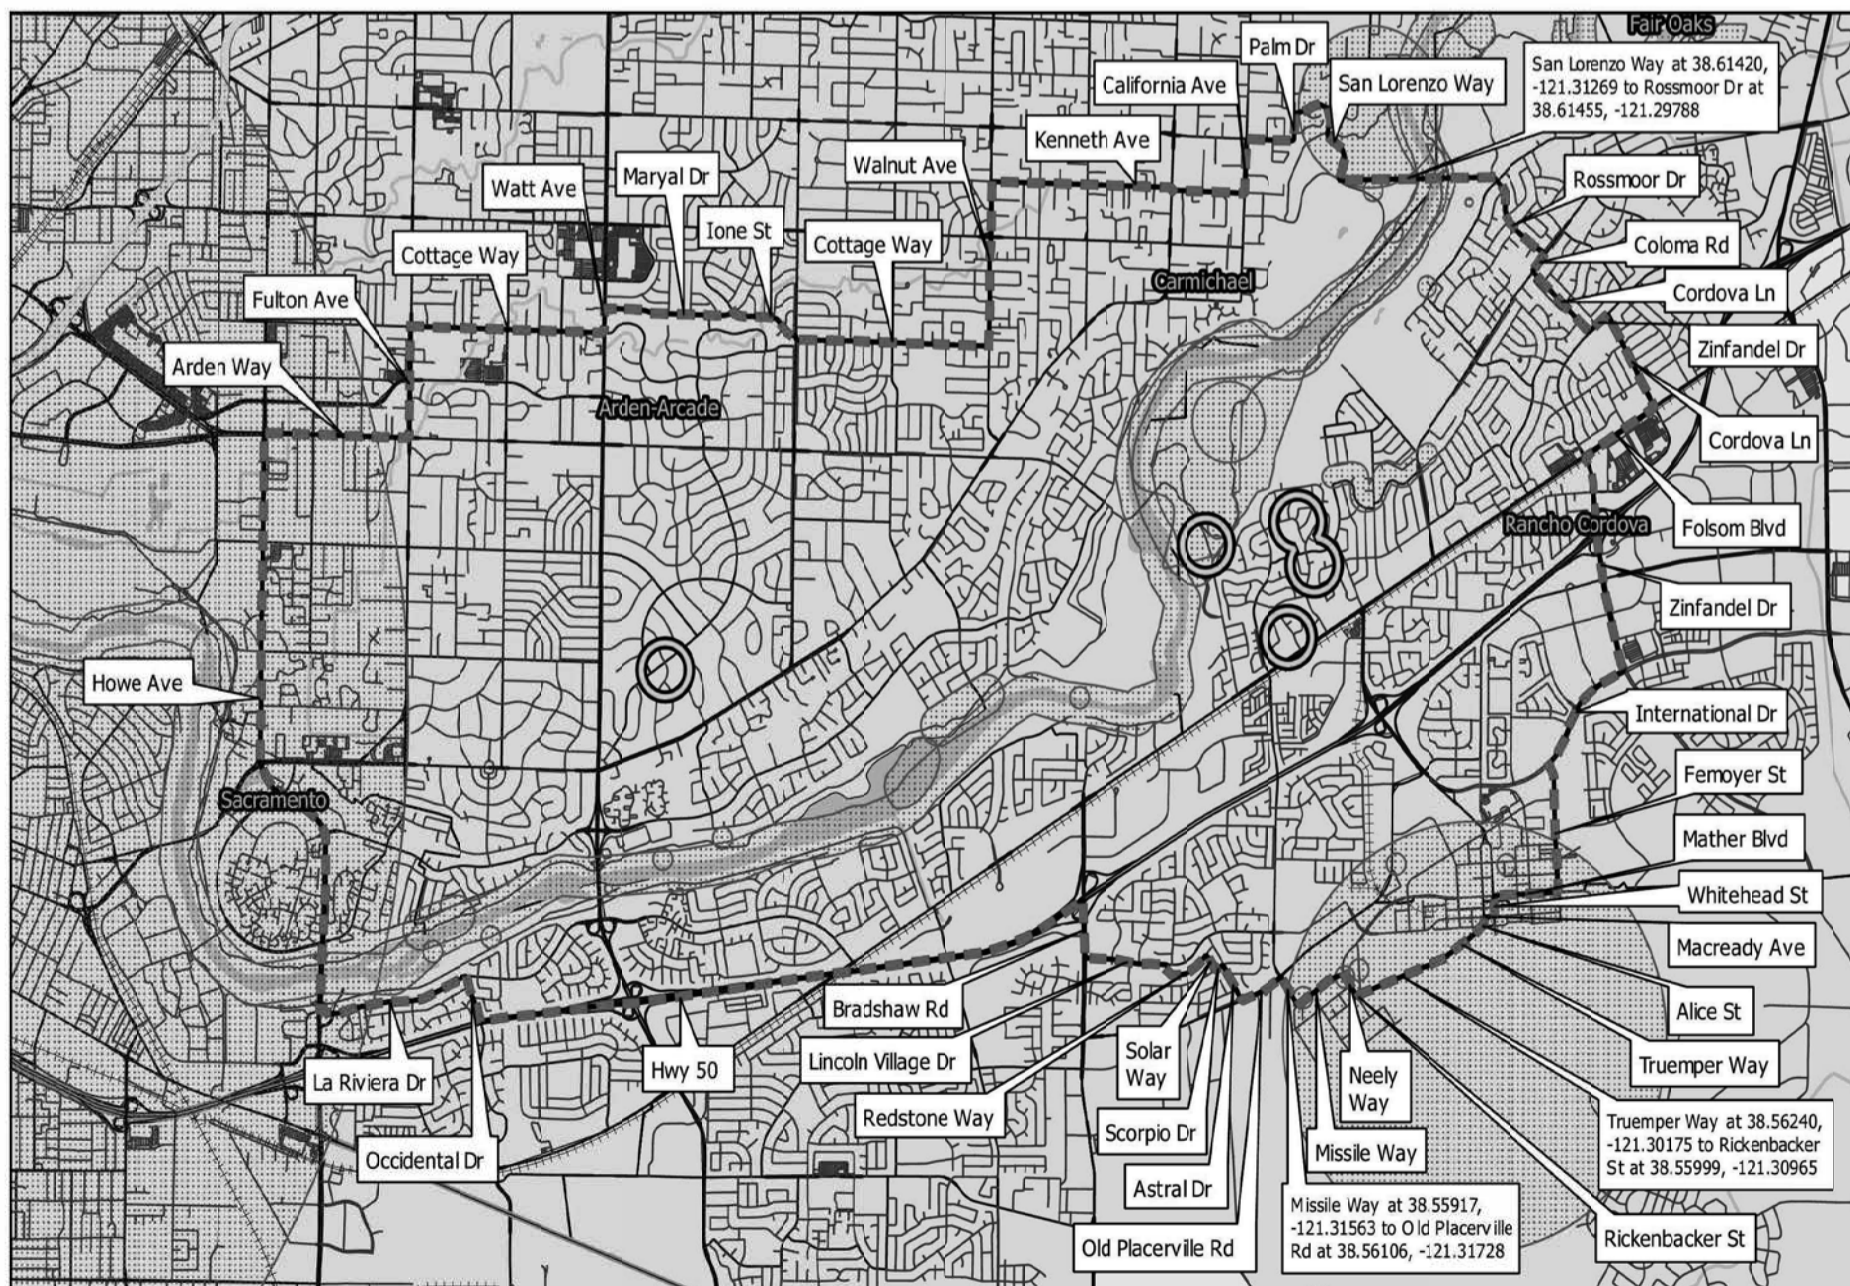 Fair Oaks
Palm Dr
San Lorenzo Way at 38.61420,
-121.31269 to Rossmoor Dr at
38.61455, -121.29788
California Ave
San Lorenzo Way
Kenneth Ave
Walnut Ave
Watt Ave
Maryal Dr
Rossmoor Dr
Ione St
Cottage Way
Cottage Way
Coloma Rd
Carmichael
Cordova Ln
Fulton Ave
Zinfandel Dr
Arden Way
Arden-Arcade
Cordova Ln
Rancho Cordova
Folsom Blvd
Zinfandel Dr
Howe Ave
International Dr
Femoyer St
Sacramento
Mather Blvd
Whitehead St
Macready Ave
Bradshaw Rd
Alice St
Lincoln Village Dr
Solar
Way
Truemper Way
Hwy 50
La Riviera Dr
Neely
Way
Redstone Way
Scorpio Dr
Truemper Way at 38.56240,
-121.30175 to Rickenbacker
St at 38.55999, -121.30965
Missile Way
Occidental Dr
Astral Dr
Missile Way at 38.55917,
-121.31563 to Old Placerville
Rd at 38.56106, -121.31728
Old Placerville Rd
Rickenbacker St